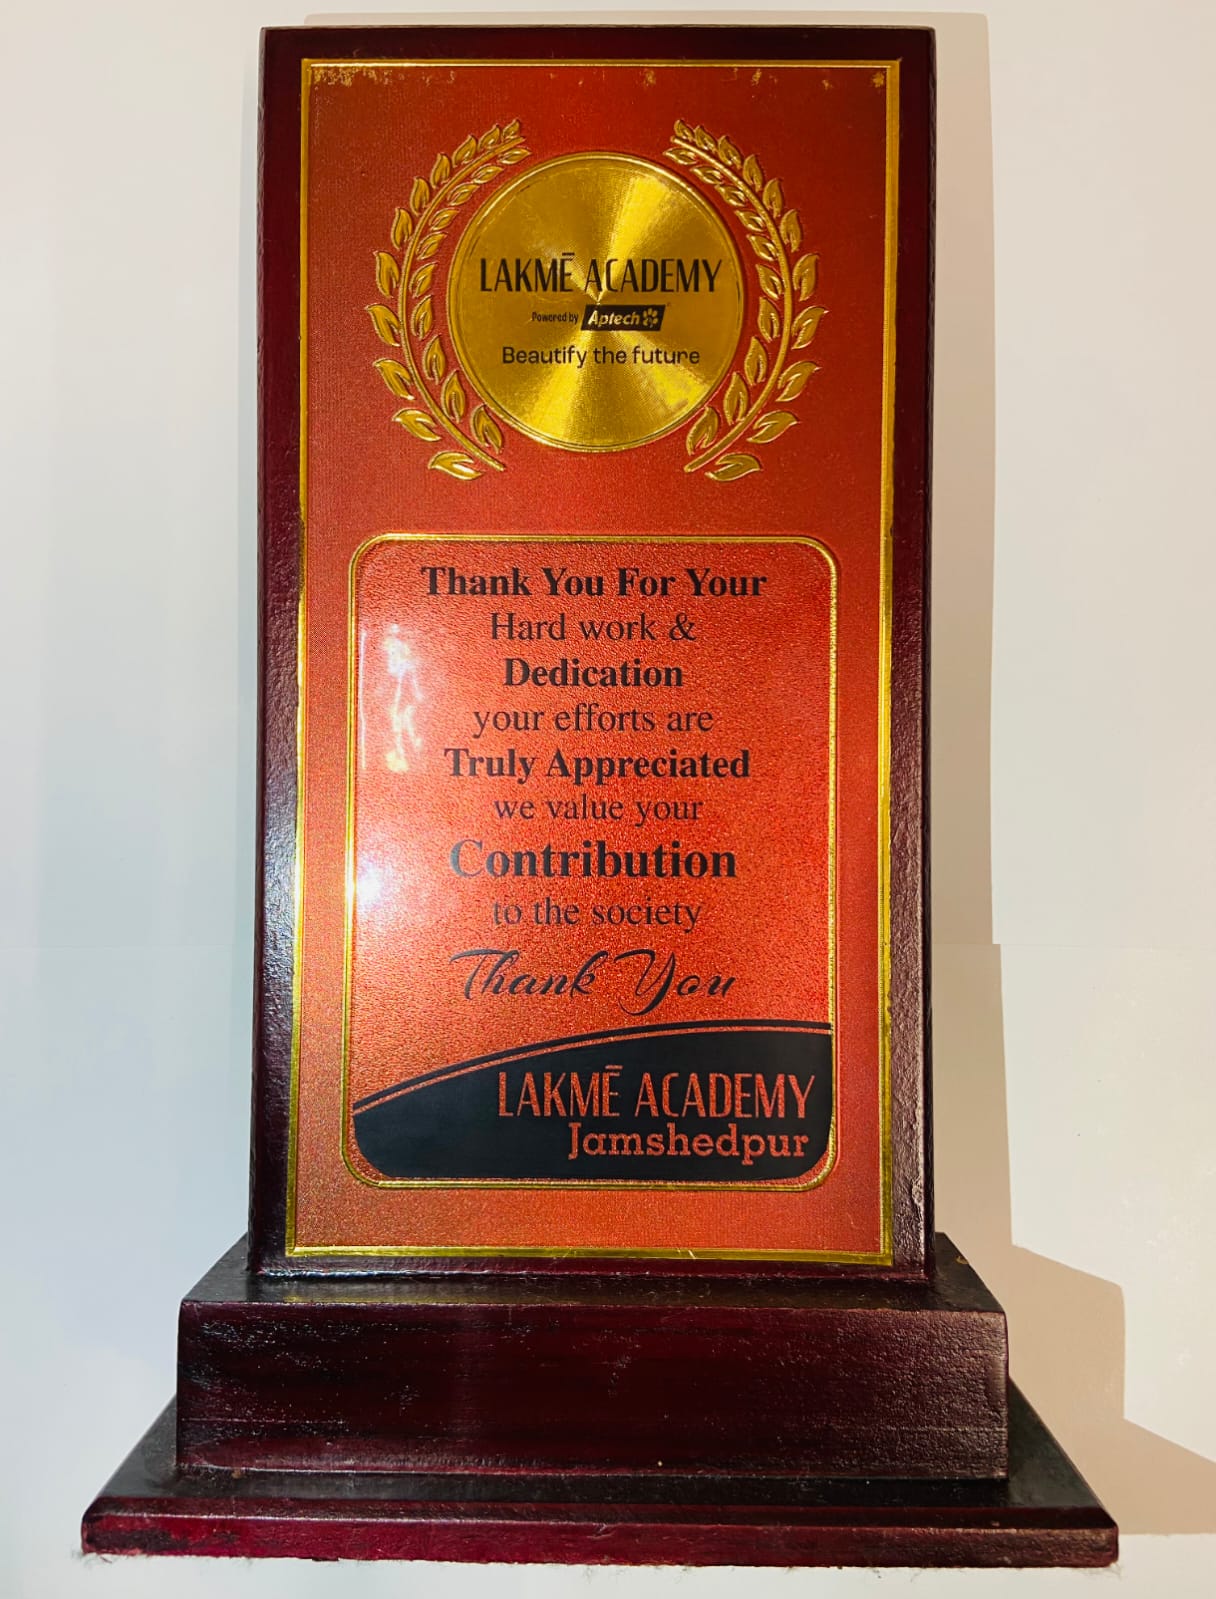 LAKMĒ ACADEMY
Powered by Aptech
Beautify the future
Thank You For Your
Hard work &
Dedication
your efforts are
Truly Appreciated
we value your
Contribution
to the society
Thank You
LAKMĒ ACADEMY
Jamshedpur